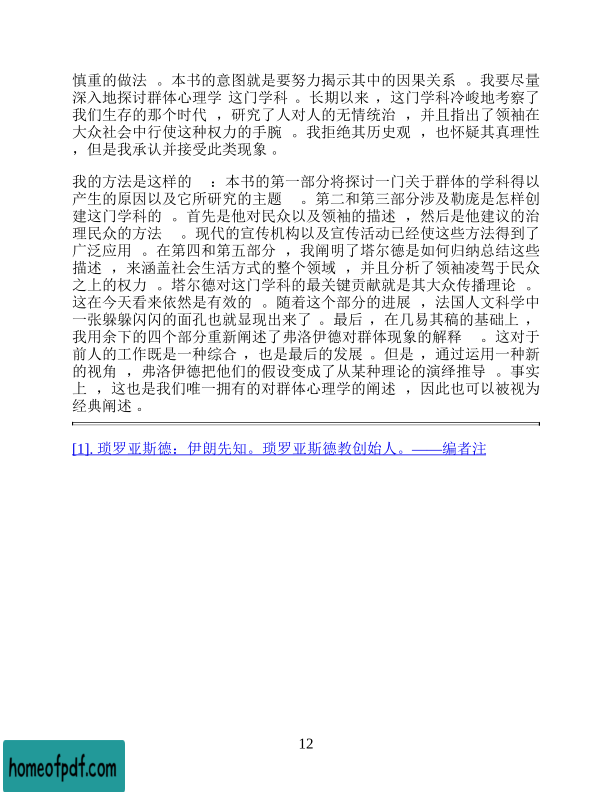 慎重的做法 。本书的意图就是要努力揭示其中的因果关系 。我要尽量
深入地探讨群体心理学 这门学科 。长期以来 ，这门学科冷峻地考察了
我们生存的那个时代 ，研究了人对人的无情统治 ，并且指出了领袖在
大众社会中行使这种权力的手腕 。我拒绝其历史观 ，也怀疑其真理性
，但是我承认并接受此类现象 。
我的方法是这样的 ：本书的第一部分将探讨一门关于群体的学科得以
产生的原因以及它所研究的主题 。第二和第三部分涉及勒庞是怎样创
建这门学科的 。首先是他对民众以及领袖的描述 ，然后是他建议的治
理民众的方法 。现代的宣传机构以及宣传活动已经使这些方法得到了
广泛应用 。在第四和第五部分 ，我阐明了塔尔德是如何归纳总结这些
描述 ，来涵盖社会生活方式的整个领域 ，并且分析了领袖凌驾于民众
之上的权力 。塔尔德对这门学科的最关键贡献就是其大众传播理论 。
这在今天看来依然是有效的 。随着这个部分的进展 ，法国人文科学中
一张躲躲闪闪的面孔也就显现出来了 。最后 ，在几易其稿的基础上 ，
我用余下的四个部分重新阐述了弗洛伊德对群体现象的解释 。这对于
前人的工作既是一种综合 ，也是最后的发展 。但是 ，通过运用一种新
的视角 ，弗洛伊德把他们的假设变成了从某种理论的演绎推导 。事实
上 ，这也是我们唯一拥有的对群体心理学的阐述 ，因此也可以被视为
经典阐述 。
[1]. 琐罗亚斯德：伊朗先知。琐罗亚斯德教创始人。——编者注
12
homeofpdf.com